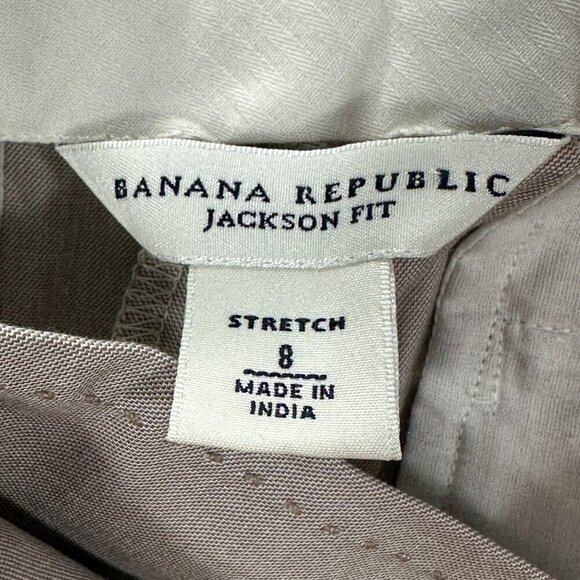 BANANA REPUBLIC
JACKSON FIT
STRETCH
8
MADE IN
INDIA